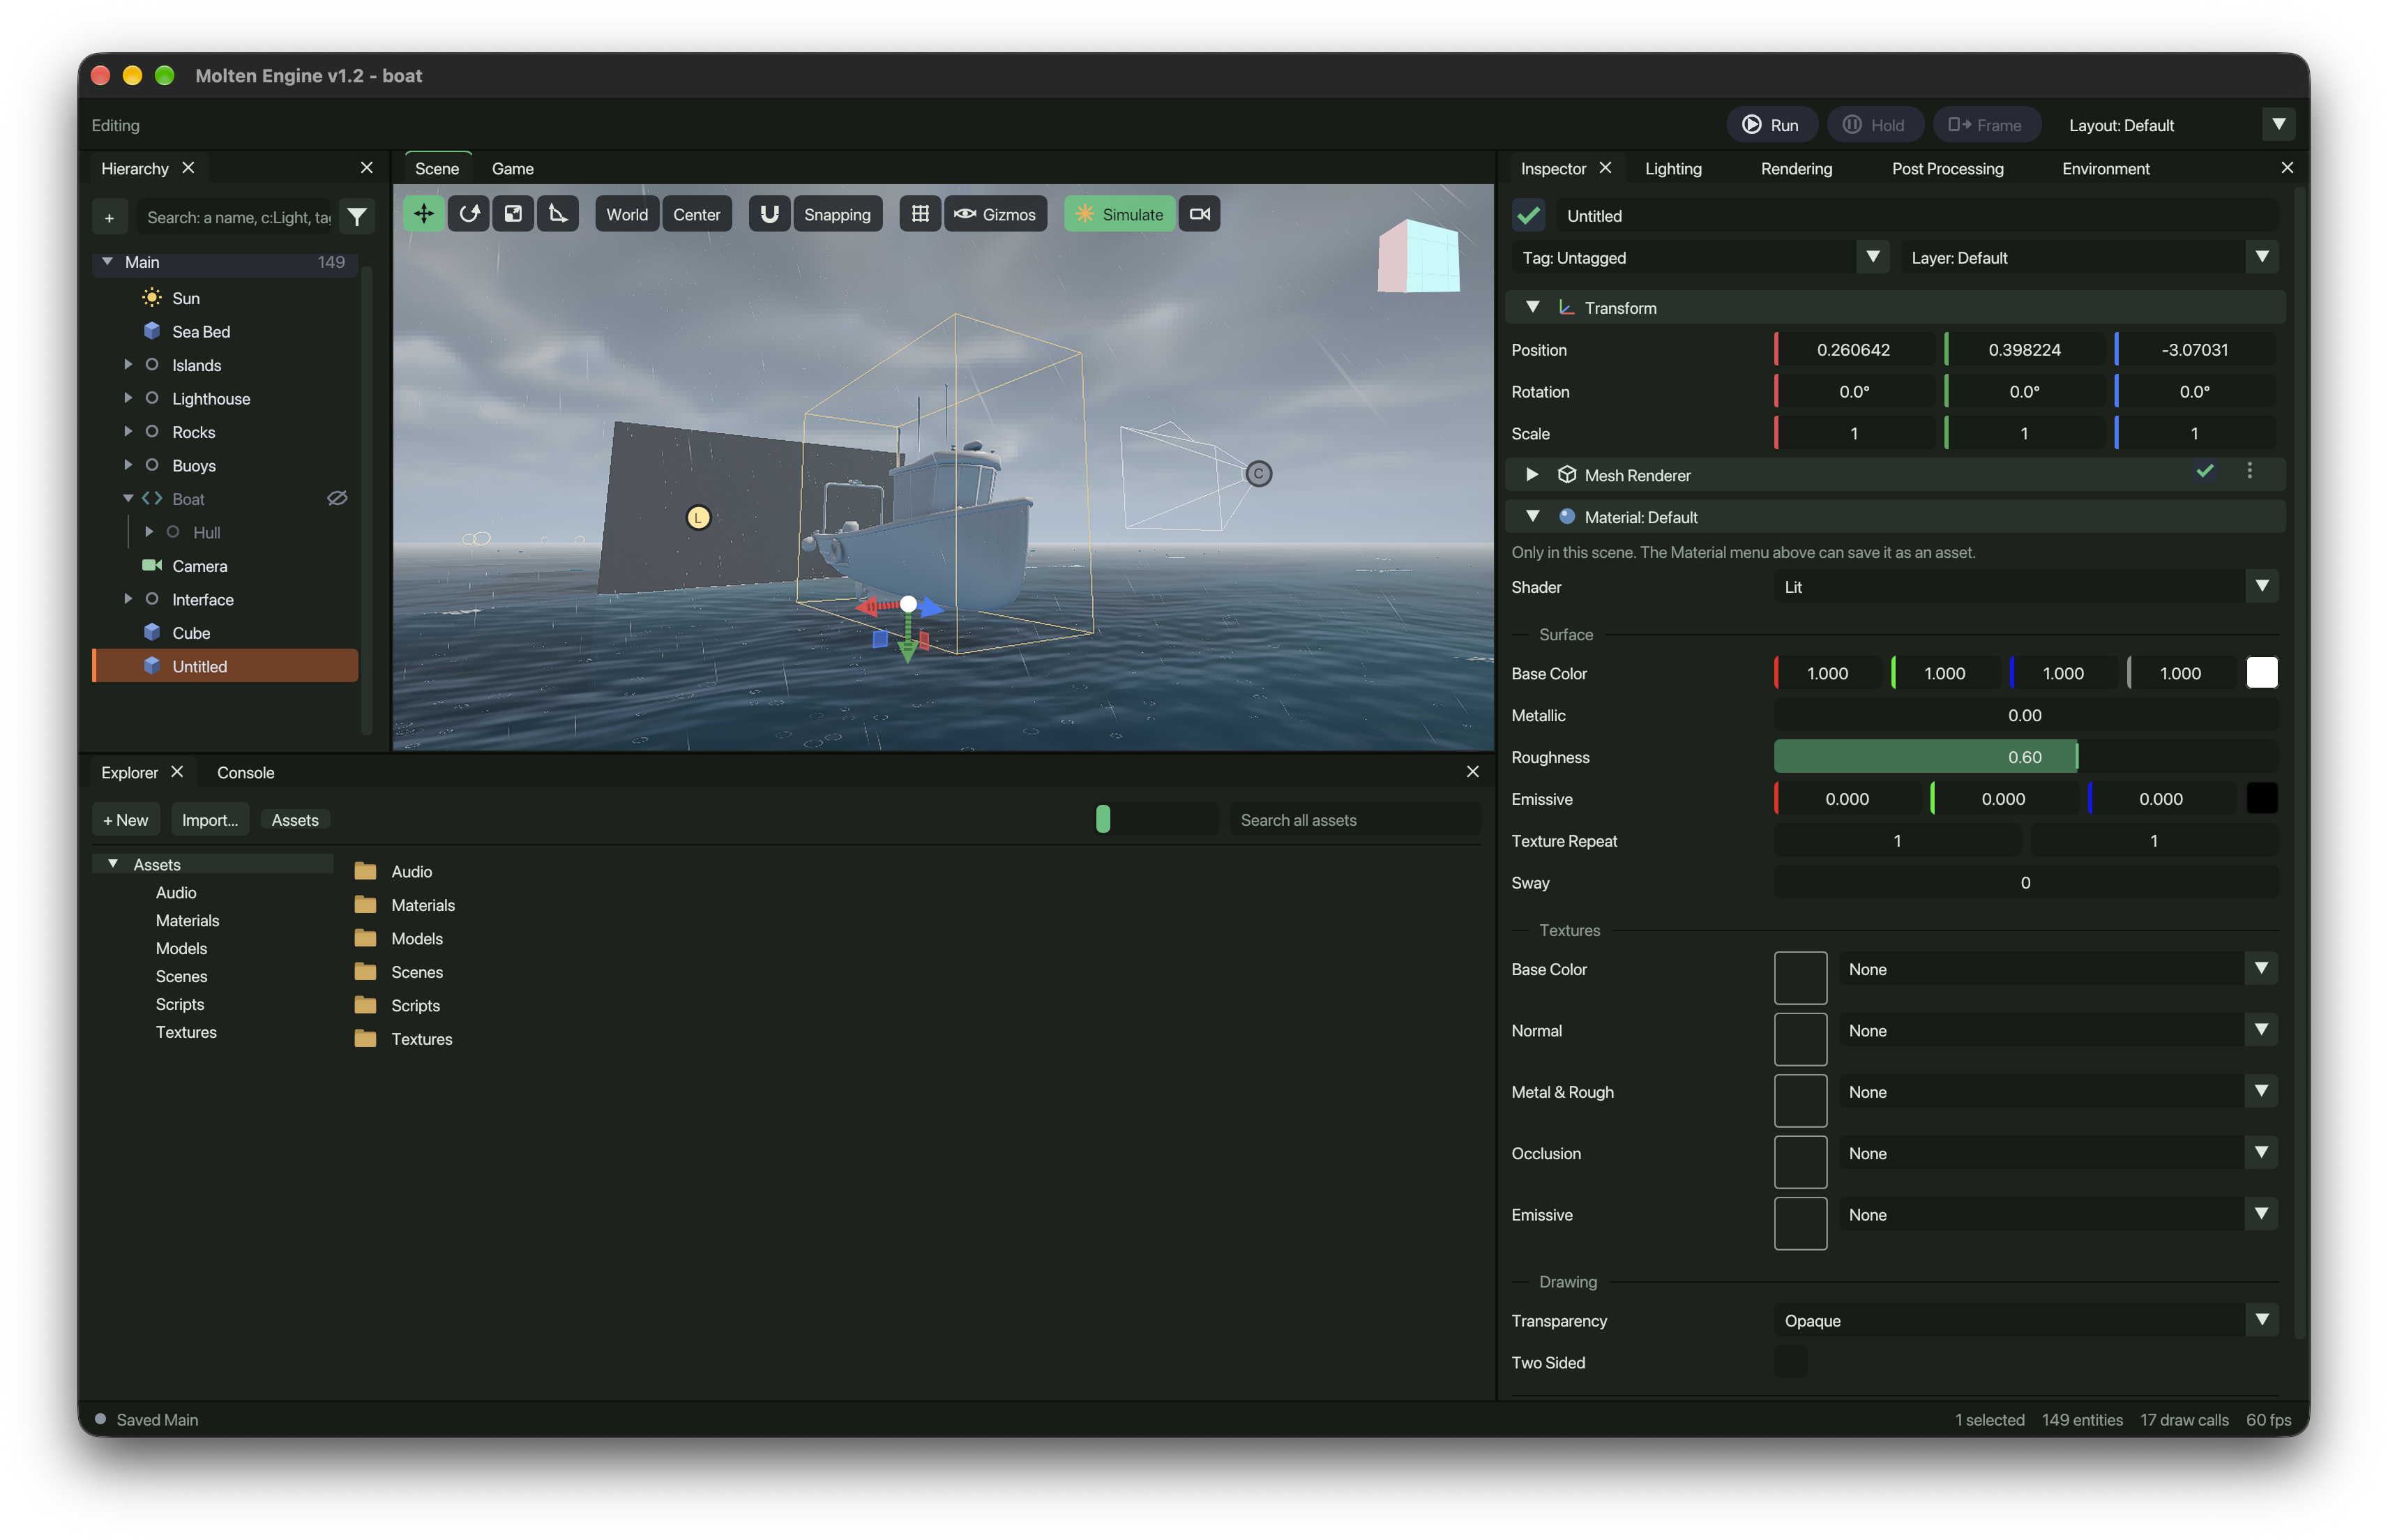 Molten Engine v1.2 - boat
Editing
Run
Hold
Frame
Layout: Default
Hierarchy
Search: a name, c:Light, ta
Main 149
Sun
Sea Bed
Islands
Lighthouse
Rocks
Buoys
Boat
Hull
Camera
Interface
Cube
Untitled
Scene
Game
World
Center
Snapping
Gizmos
Simulate
L
C
Explorer
Console
+ New
Import...
Assets
Search all assets
Assets
Audio
Materials
Models
Scenes
Scripts
Textures
Audio
Materials
Models
Scenes
Scripts
Textures
Inspector
Lighting
Rendering
Post Processing
Environment
Untitled
Tag: Untagged
Layer: Default
Transform
Position 0.260642 0.398224 -3.07031
Rotation 0.0° 0.0° 0.0°
Scale 1 1 1
Mesh Renderer
Material: Default
Only in this scene. The Material menu above can save it as an asset.
Shader Lit
Surface
Base Color 1.000 1.000 1.000 1.000
Metallic 0.00
Roughness 0.60
Emissive 0.000 0.000 0.000
Texture Repeat 1 1
Sway 0
Textures
Base Color None
Normal None
Metal & Rough None
Occlusion None
Emissive None
Drawing
Transparency Opaque
Two Sided
Saved Main
1 selected 149 entities 17 draw calls 60 fps